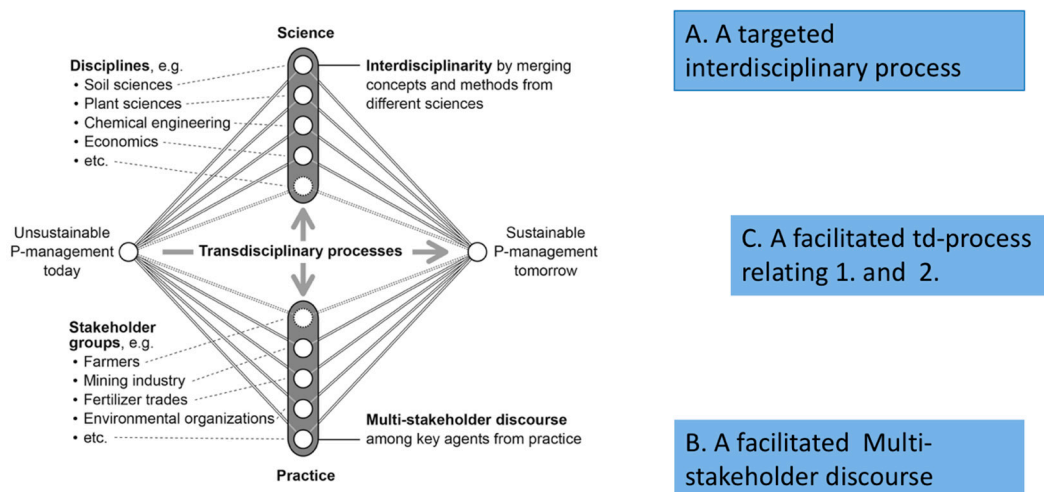 Science
Disciplines, e.g.
• Soil sciences
• Plant sciences
• Chemical engineering
• Economics
• etc.
Interdisciplinarity by merging
concepts and methods from
different sciences
Unsustainable
P-management
today
Transdisciplinary processes
Sustainable
P-management
tomorrow
Stakeholder
groups, e.g.
• Farmers
• Mining industry
• Fertilizer trades
• Environmental organizations
• etc.
Multi-stakeholder discourse
among key agents from practice
Practice
A. A targeted
interdisciplinary process
C. A facilitated td-process
relating 1. and 2.
B. A facilitated Multi-
stakeholder discourse